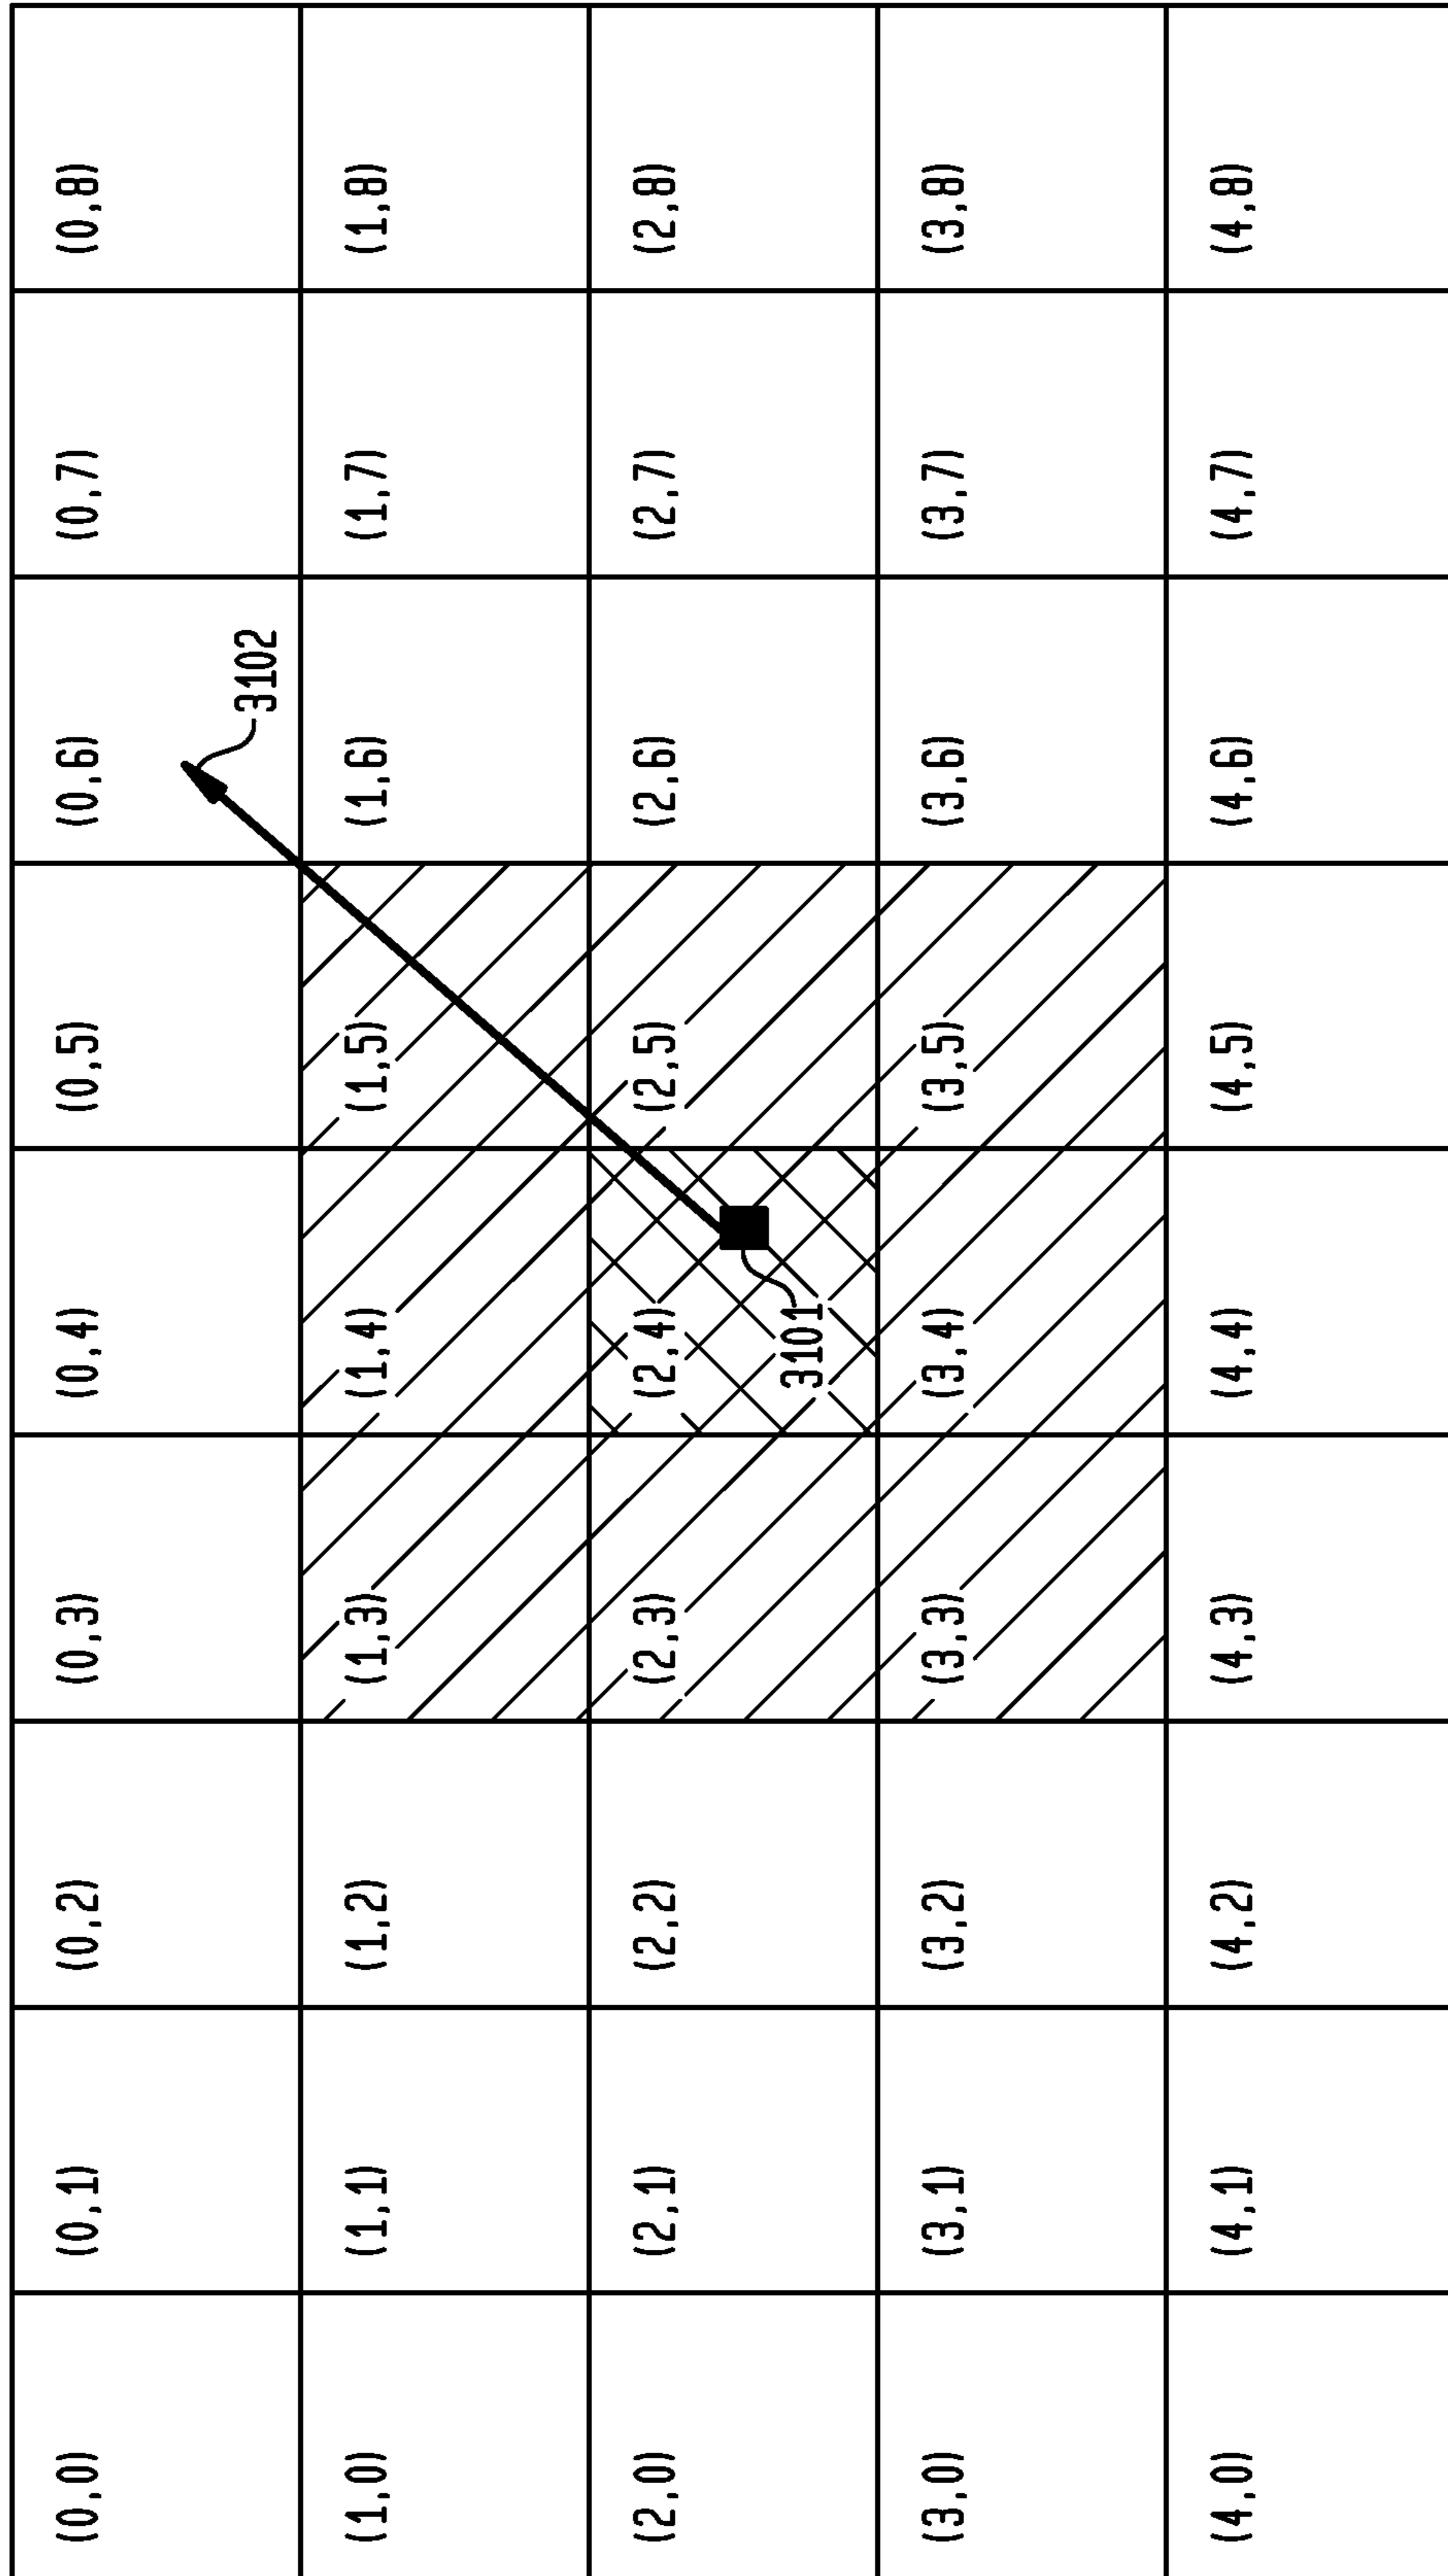 (0,0) (0,1) (0,2) (0,3) (0,4) (0,5) (0,6) (0,7) (0,8)
3102
(1,0) (1,1) (1,2) (1,3) (1,4) (1,5) (1,6) (1,7) (1,8)
(2,0) (2,1) (2,2) (2,3) (2,4) (2,5) (2,6) (2,7) (2,8)
3101
(3,0) (3,1) (3,2) (3,3) (3,4) (3,5) (3,6) (3,7) (3,8)
(4,0) (4,1) (4,2) (4,3) (4,4) (4,5) (4,6) (4,7) (4,8)